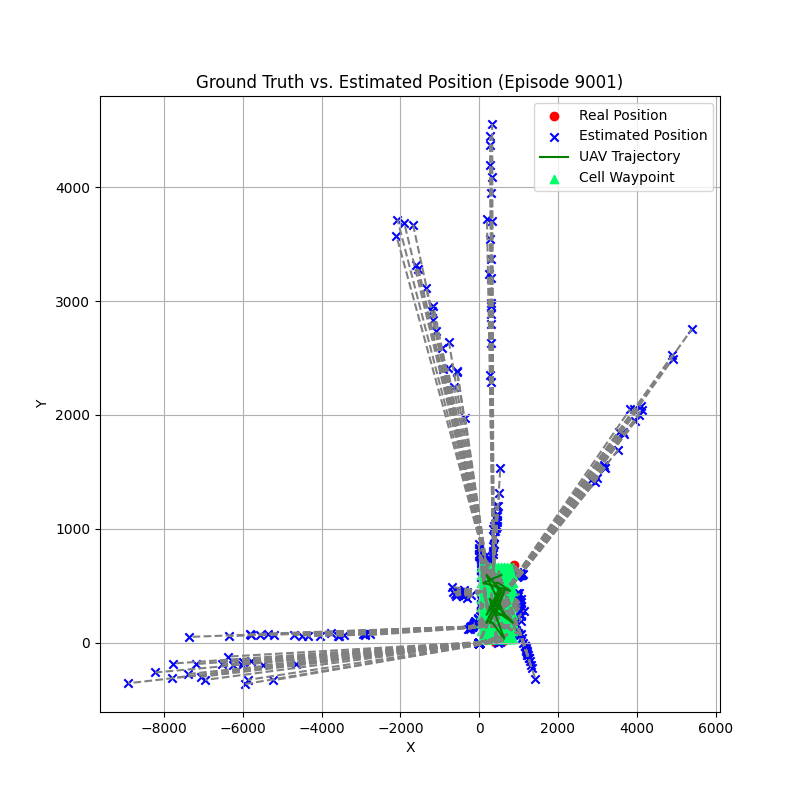 Ground Truth vs. Estimated Position (Episode 9001)
Real Position
Estimated Position
UAV Trajectory
Cell Waypoint
4000
3000
2000
1000
0
Y
−8000 −6000 −4000 −2000 0 2000 4000 6000
X